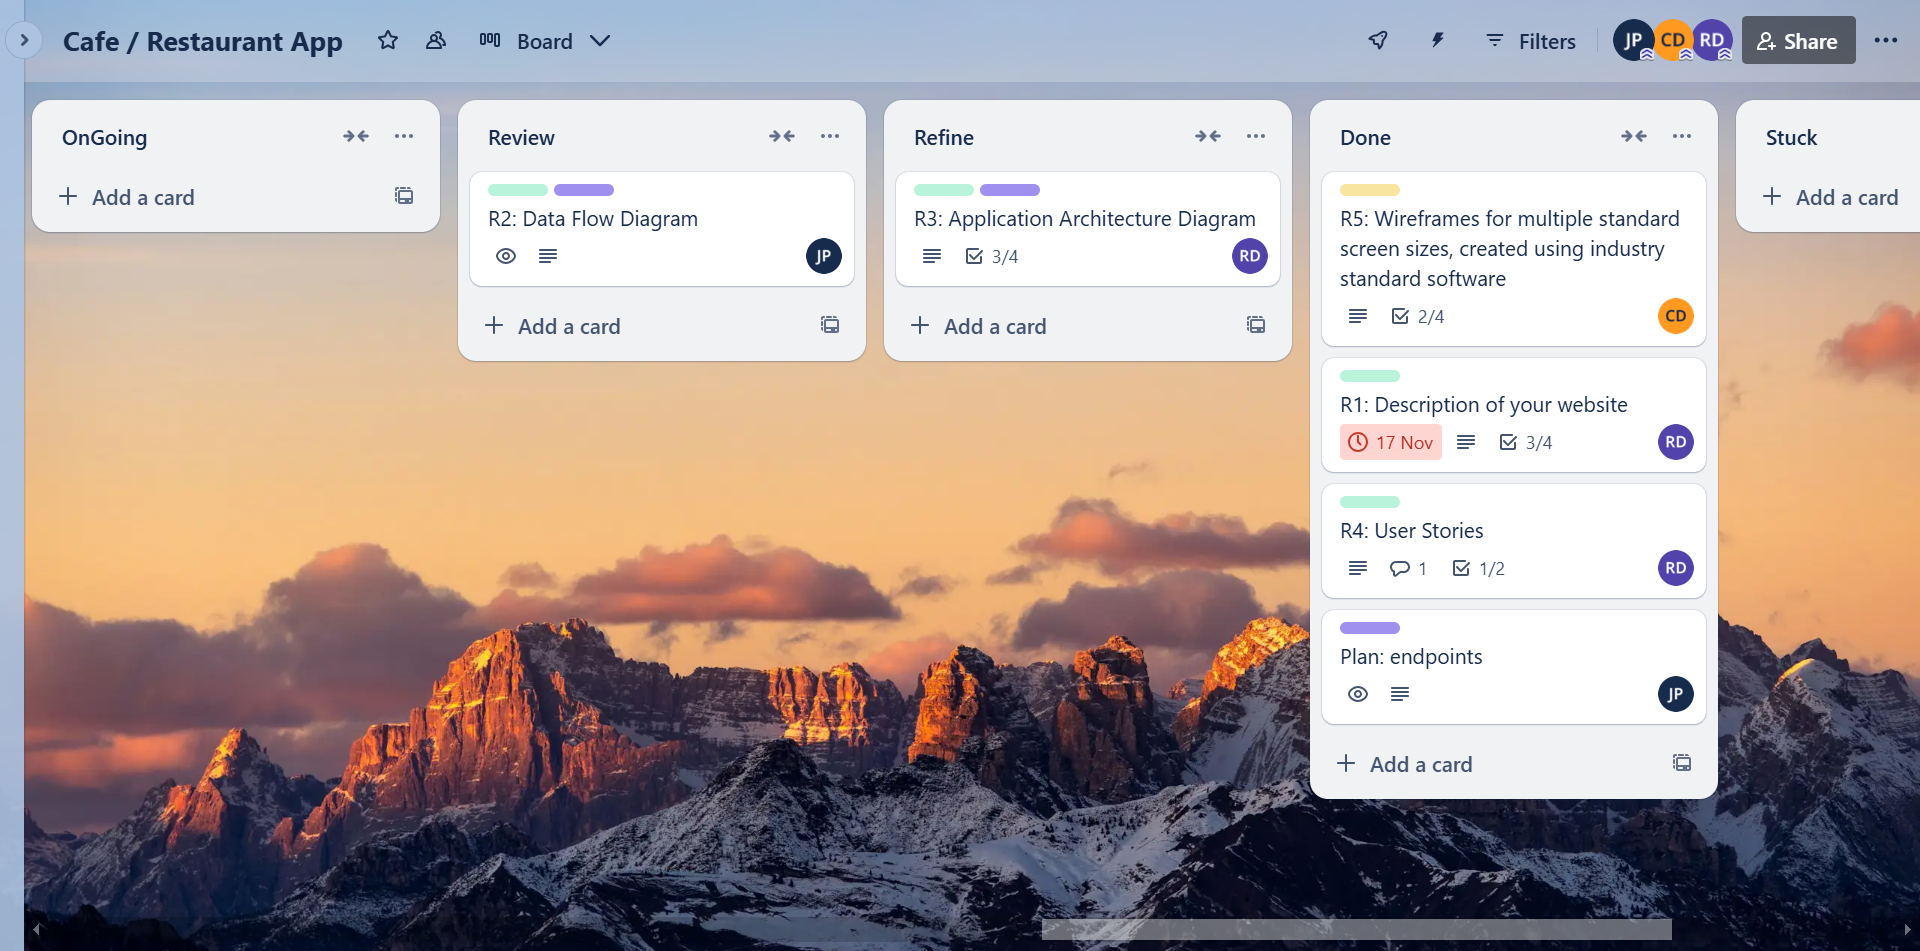 Cafe / Restaurant App
Board
Filters
JP
CD
RD
Share
OnGoing
Add a card
Review
R2: Data Flow Diagram
JP
Add a card
Refine
R3: Application Architecture Diagram
3/4
RD
Add a card
Done
R5: Wireframes for multiple standard
screen sizes, created using industry
standard software
2/4
CD
R1: Description of your website
17 Nov
3/4
RD
R4: User Stories
1
1/2
RD
Plan: endpoints
JP
Add a card
Stuck
Add a card